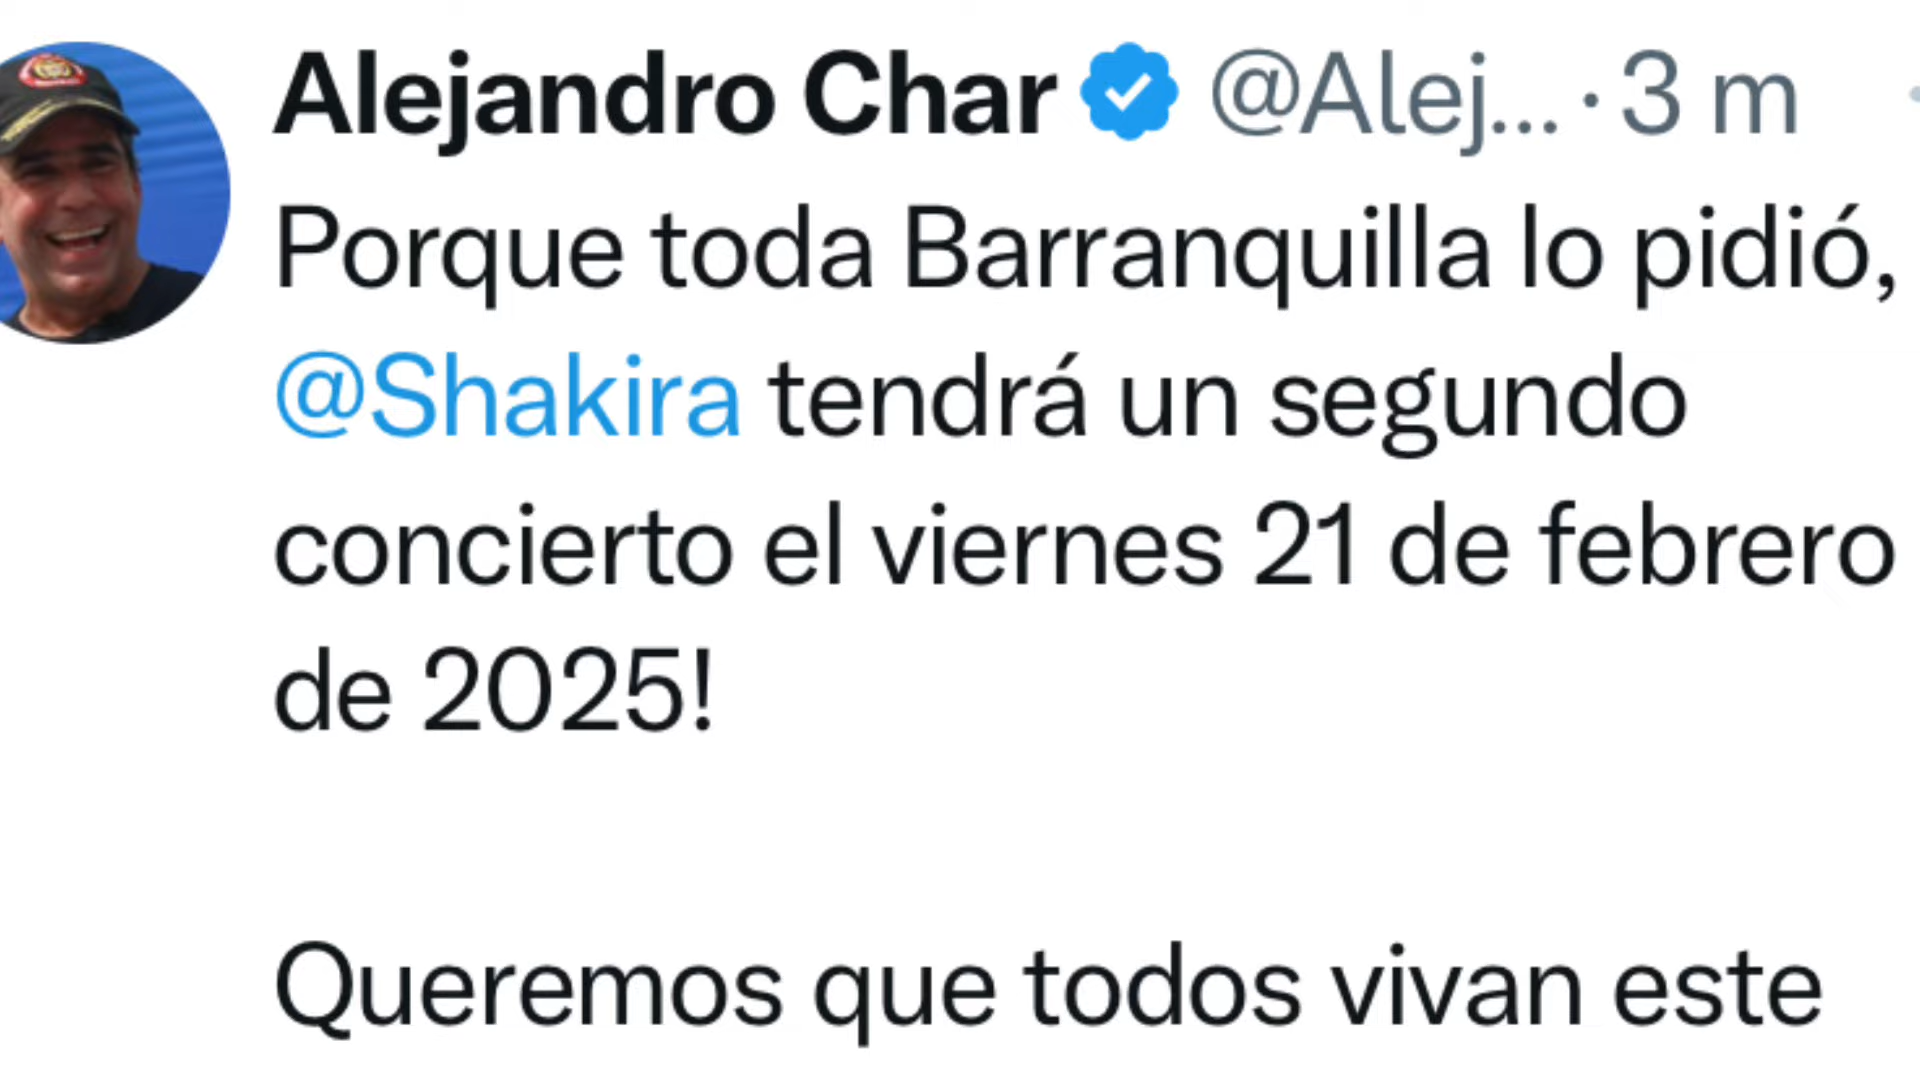 Alejandro Char @Alej... · 3 m
Porque toda Barranquilla lo pidió,
@Shakira tendrá un segundo
concierto el viernes 21 de febrero
de 2025!
Queremos que todos vivan este